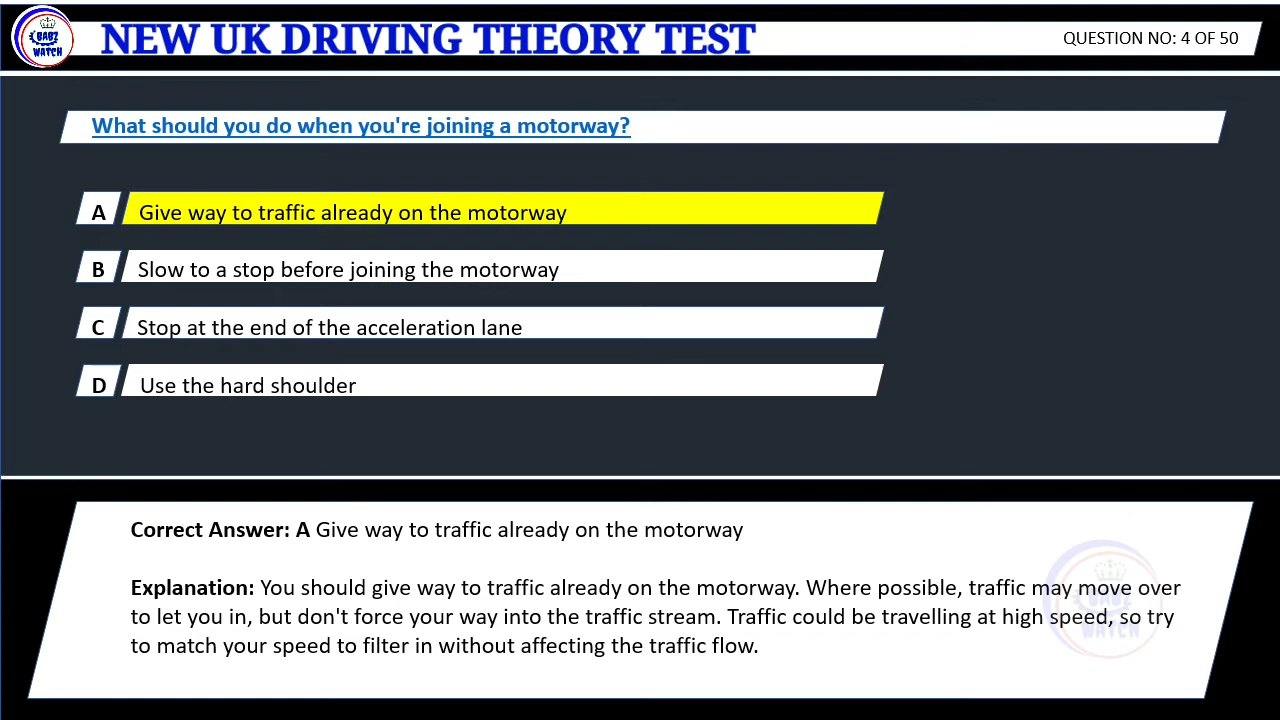 BABZ
WATCH
NEW UK DRIVING THEORY TEST
QUESTION NO: 4 OF 50
What should you do when you're joining a motorway?
A Give way to traffic already on the motorway
B Slow to a stop before joining the motorway
C Stop at the end of the acceleration lane
D Use the hard shoulder
Correct Answer: A Give way to traffic already on the motorway
Explanation: You should give way to traffic already on the motorway. Where possible, traffic may move over
to let you in, but don't force your way into the traffic stream. Traffic could be travelling at high speed, so try
to match your speed to filter in without affecting the traffic flow.
BABZ
WATCH